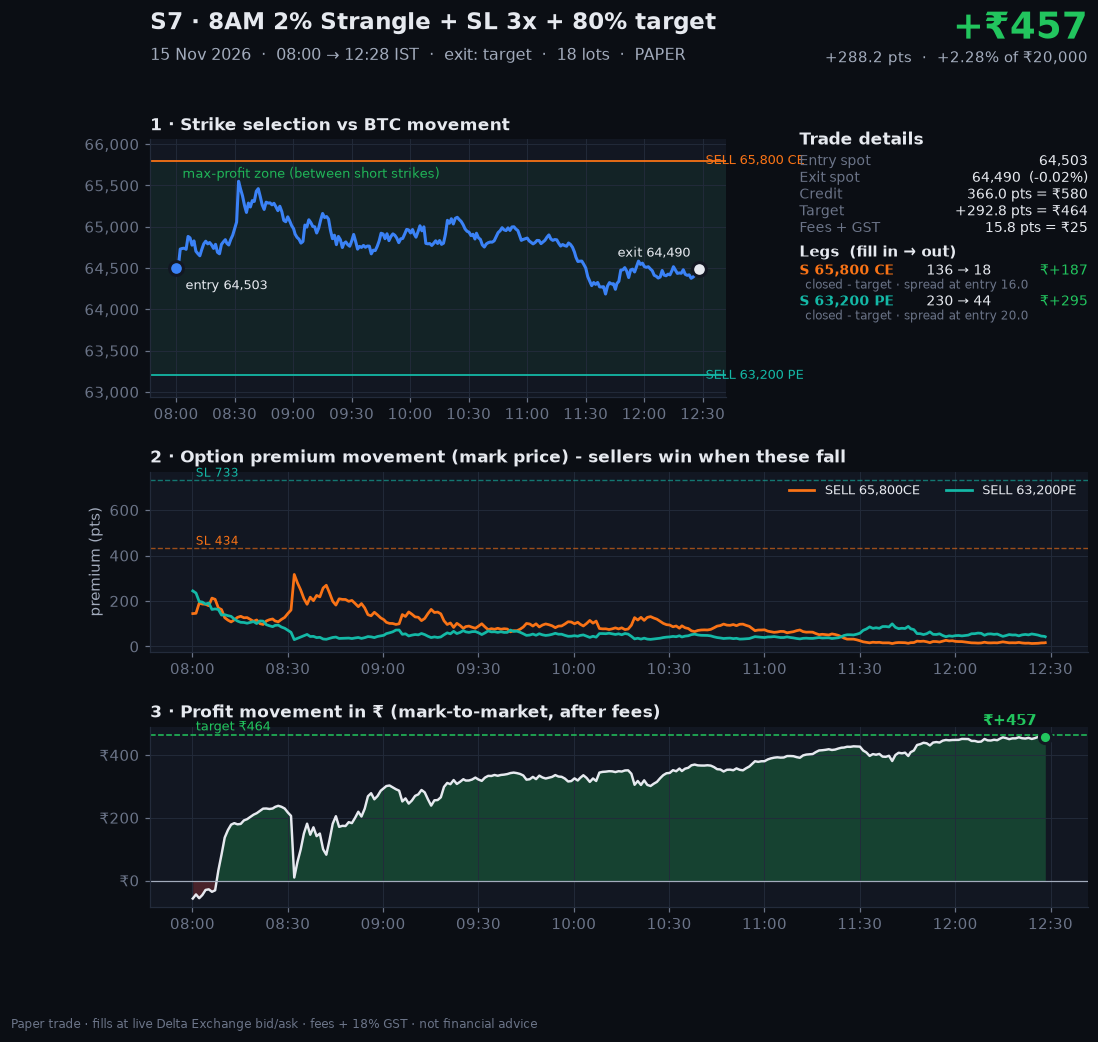 S7 · 8AM 2% Strangle + SL 3x + 80% target
+₹457
15 Nov 2026 · 08:00 → 12:28 IST · exit: target · 18 lots · PAPER
+288.2 pts · +2.28% of ₹20,000
1 · Strike selection vs BTC movement
66,000
65,500
65,000
64,500
64,000
63,500
63,000
SELL 65,800 CE
max-profit zone (between short strikes)
exit 64,490
entry 64,503
SELL 63,200 PE
08:00 08:30 09:00 09:30 10:00 10:30 11:00 11:30 12:00 12:30
Trade details
Entry spot 64,503
Exit spot 64,490 (-0.02%)
Credit 366.0 pts = ₹580
Target +292.8 pts = ₹464
Fees + GST 15.8 pts = ₹25
Legs (fill in → out)
S 65,800 CE 136 → 18 ₹+187
closed - target · spread at entry 16.0
S 63,200 PE 230 → 44 ₹+295
closed - target · spread at entry 20.0
2 · Option premium movement (mark price) - sellers win when these fall
SL 733
SELL 65,800CE SELL 63,200PE
SL 434
premium (pts)
600
400
200
0
08:00 08:30 09:00 09:30 10:00 10:30 11:00 11:30 12:00 12:30
3 · Profit movement in ₹ (mark-to-market, after fees)
target ₹464
₹+457
₹400
₹200
₹0
08:00 08:30 09:00 09:30 10:00 10:30 11:00 11:30 12:00 12:30
Paper trade · fills at live Delta Exchange bid/ask · fees + 18% GST · not financial advice